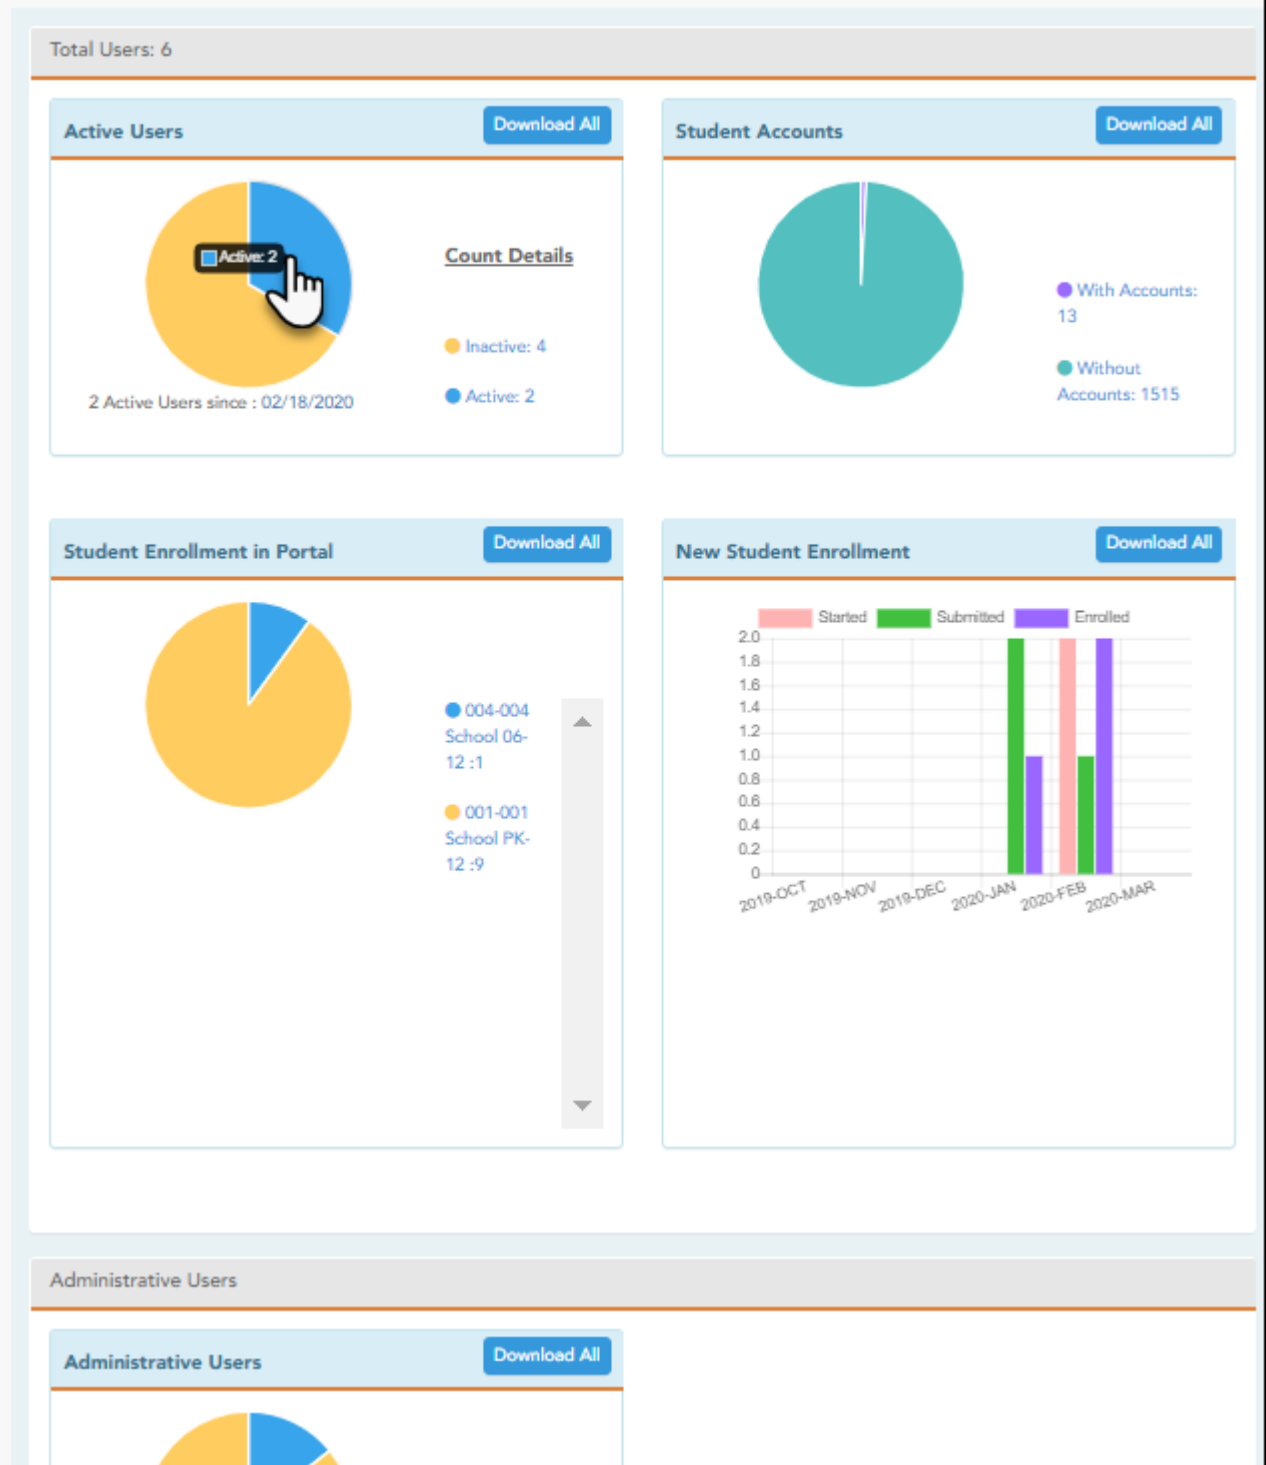 Total Users: 6
Active Users
Download All
Active: 2
Count Details
Inactive: 4
Active: 2
2 Active Users since : 02/18/2020
Student Accounts
Download All
With Accounts:
13
Without
Accounts: 1515
Student Enrollment in Portal
Download All
004-004
School 06-
12 :1
001-001
School PK-
12 :9
New Student Enrollment
Download All
Started Submitted Enrolled
2.0
1.8
1.6
1.4
1.2
1.0
0.8
0.6
0.4
0.2
0
2019-OCT 2019-NOV 2019-DEC 2020-JAN 2020-FEB 2020-MAR
Administrative Users
Administrative Users
Download All